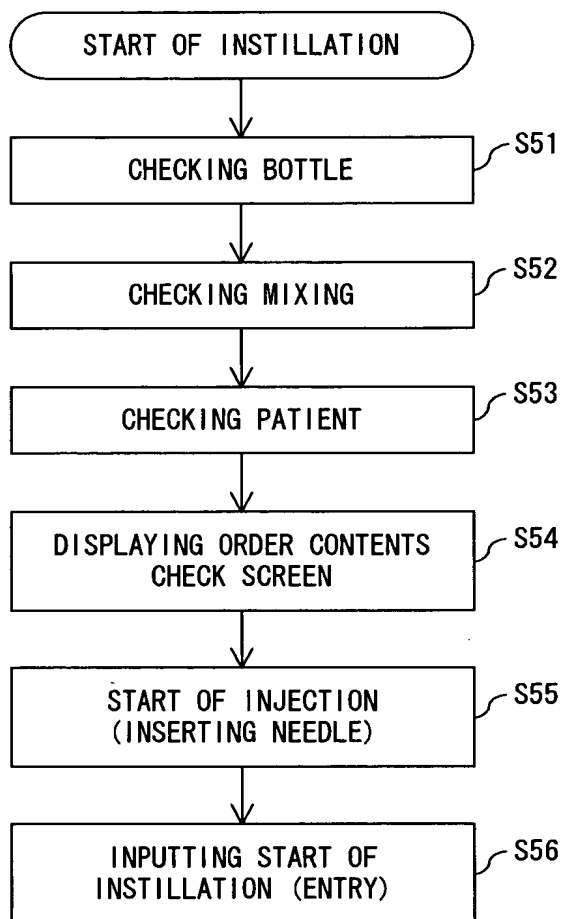 START OF INSTILLATION
S51
CHECKING BOTTLE
S52
CHECKING MIXING
S53
CHECKING PATIENT
S54
DISPLAYING ORDER CONTENTS
CHECK SCREEN
S55
START OF INJECTION
(INSERTING NEEDLE)
S56
INPUTTING START OF
INSTILLATION (ENTRY)